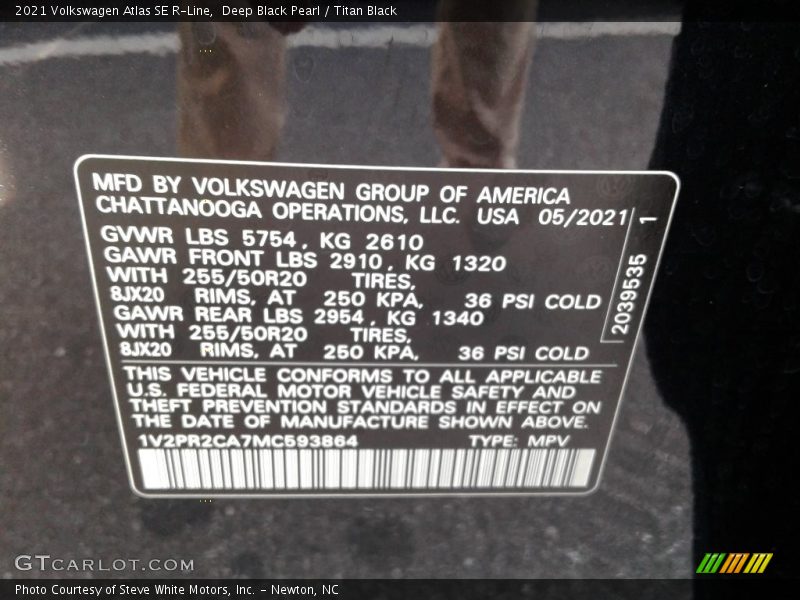 2021 Volkswagen Atlas SE R-Line,  Deep Black Pearl / Titan Black
MFD BY VOLKSWAGEN GROUP OF AMERICA
CHATTANOOGA OPERATIONS, LLC. USA 05/2021
GVWR LBS 5754, KG 2610
GAWR FRONT LBS 2910, KG 1320
WITH 255/50R20 TIRES,
8JX20 RIMS, AT 250 KPA, 36 PSI COLD
GAWR REAR LBS 2954, KG 1340
WITH 255/50R20 TIRES,
8JX20 RIMS, AT 250 KPA, 36 PSI COLD
2039535 1
THIS VEHICLE CONFORMS TO ALL APPLICABLE
U.S. FEDERAL MOTOR VEHICLE SAFETY AND
THEFT PREVENTION STANDARDS IN EFFECT ON
THE DATE OF MANUFACTURE SHOWN ABOVE.
1V2PR2CA7MC593864 TYPE: MPV
GTCARLOT.COM
Photo Courtesy of Steve White Motors, Inc. - Newton, NC